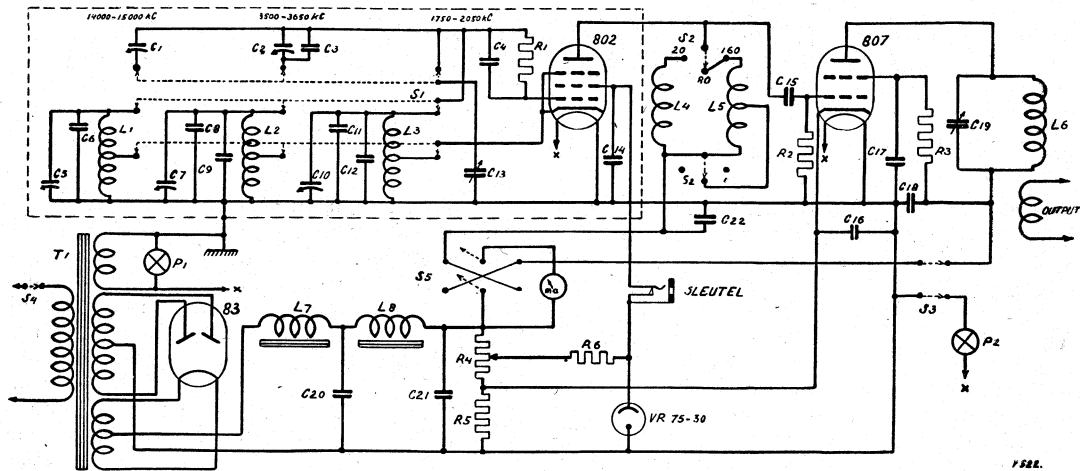 14000-15000 KC
3500-3650 KC
1750-2050 KC
C1
C2
C3
C4
R1
802
S2
20
160
80
807
L4
L5
C15
S1
C6
L1
C8
L2
C11
L3
C14
R2
C17
R3
C19
L6
C5
C7
C9
C10
C12
C13
S2
C18
OUTPUT
C22
C16
T1
P1
x
S5
ma
S4
83
SLEUTEL
S3
L7
L8
P2
R6
R4
x
C20
C21
R5
VR 75-30
x
x